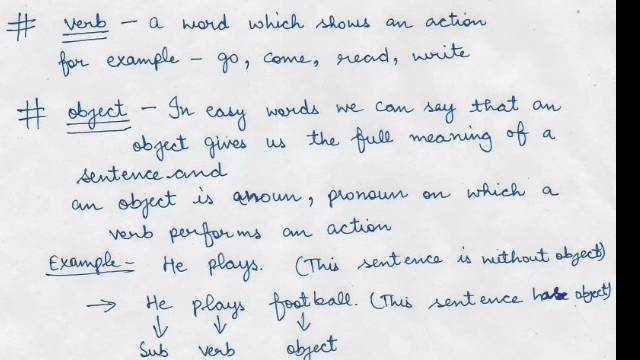 # verb - a word which shows an action
for example - go, come, read, write
# object - In easy words we can say that an
object gives us the full meaning of a
sentence and
an object is a noun, pronoun on which a
verb performs an action
Example- He plays. (This sentence is without object)
→ He plays football. (This sentence has object)
↓ ↓ ↓
Sub verb object